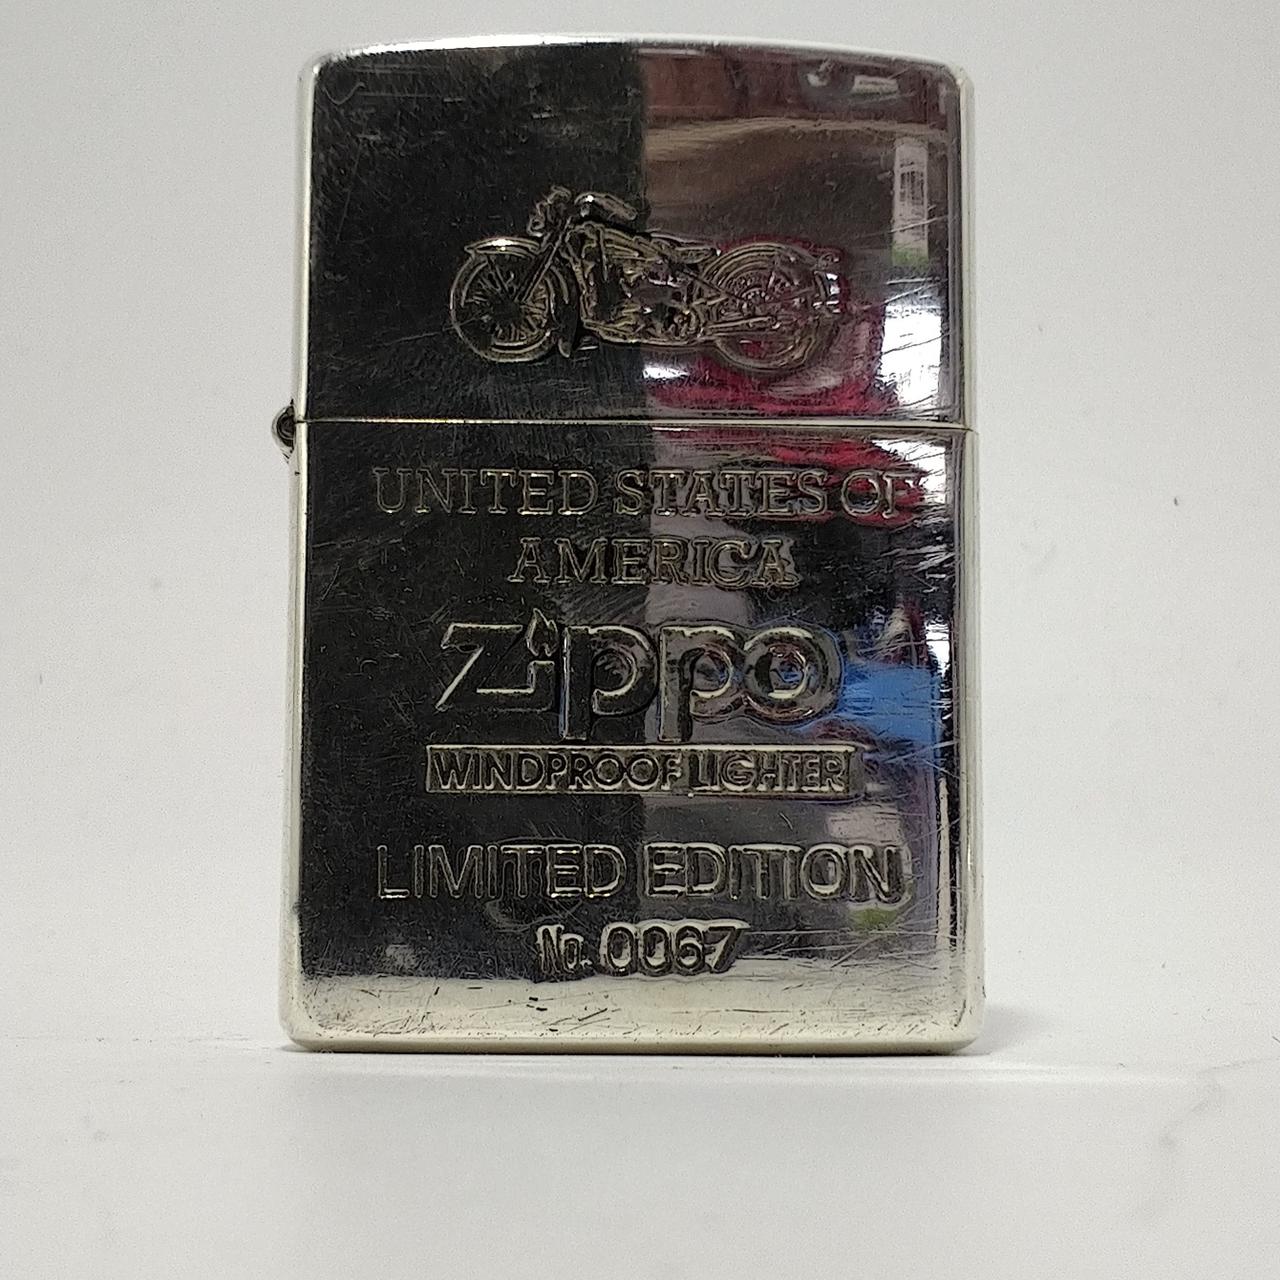 UNITED STATES OF
AMERICA
Zippo
WINDPROOF LIGHTER
LIMITED EDITION
No. 0067